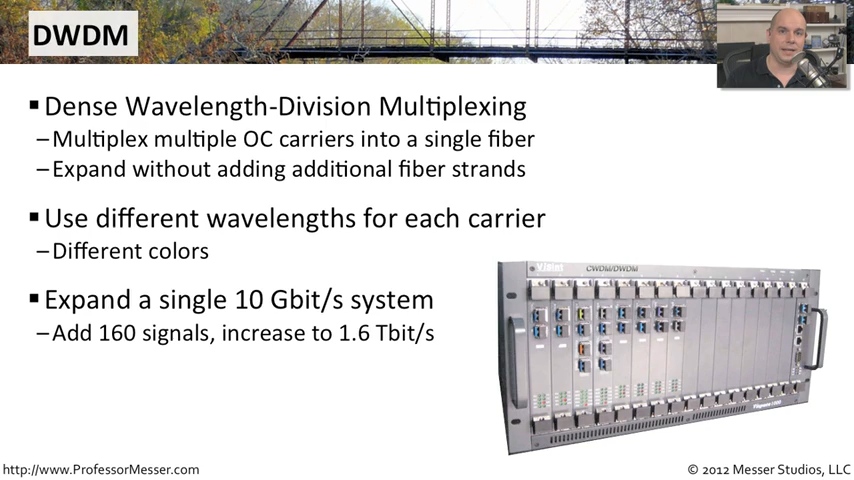 DWDM
▪Dense Wavelength-Division Multiplexing
–Multiplex multiple OC carriers into a single fiber
–Expand without adding additional fiber strands
▪Use different wavelengths for each carrier
–Different colors
▪Expand a single 10 Gbit/s system
–Add 160 signals, increase to 1.6 Tbit/s
CWDM/DWDM
http://www.ProfessorMesser.com
© 2012 Messer Studios, LLC